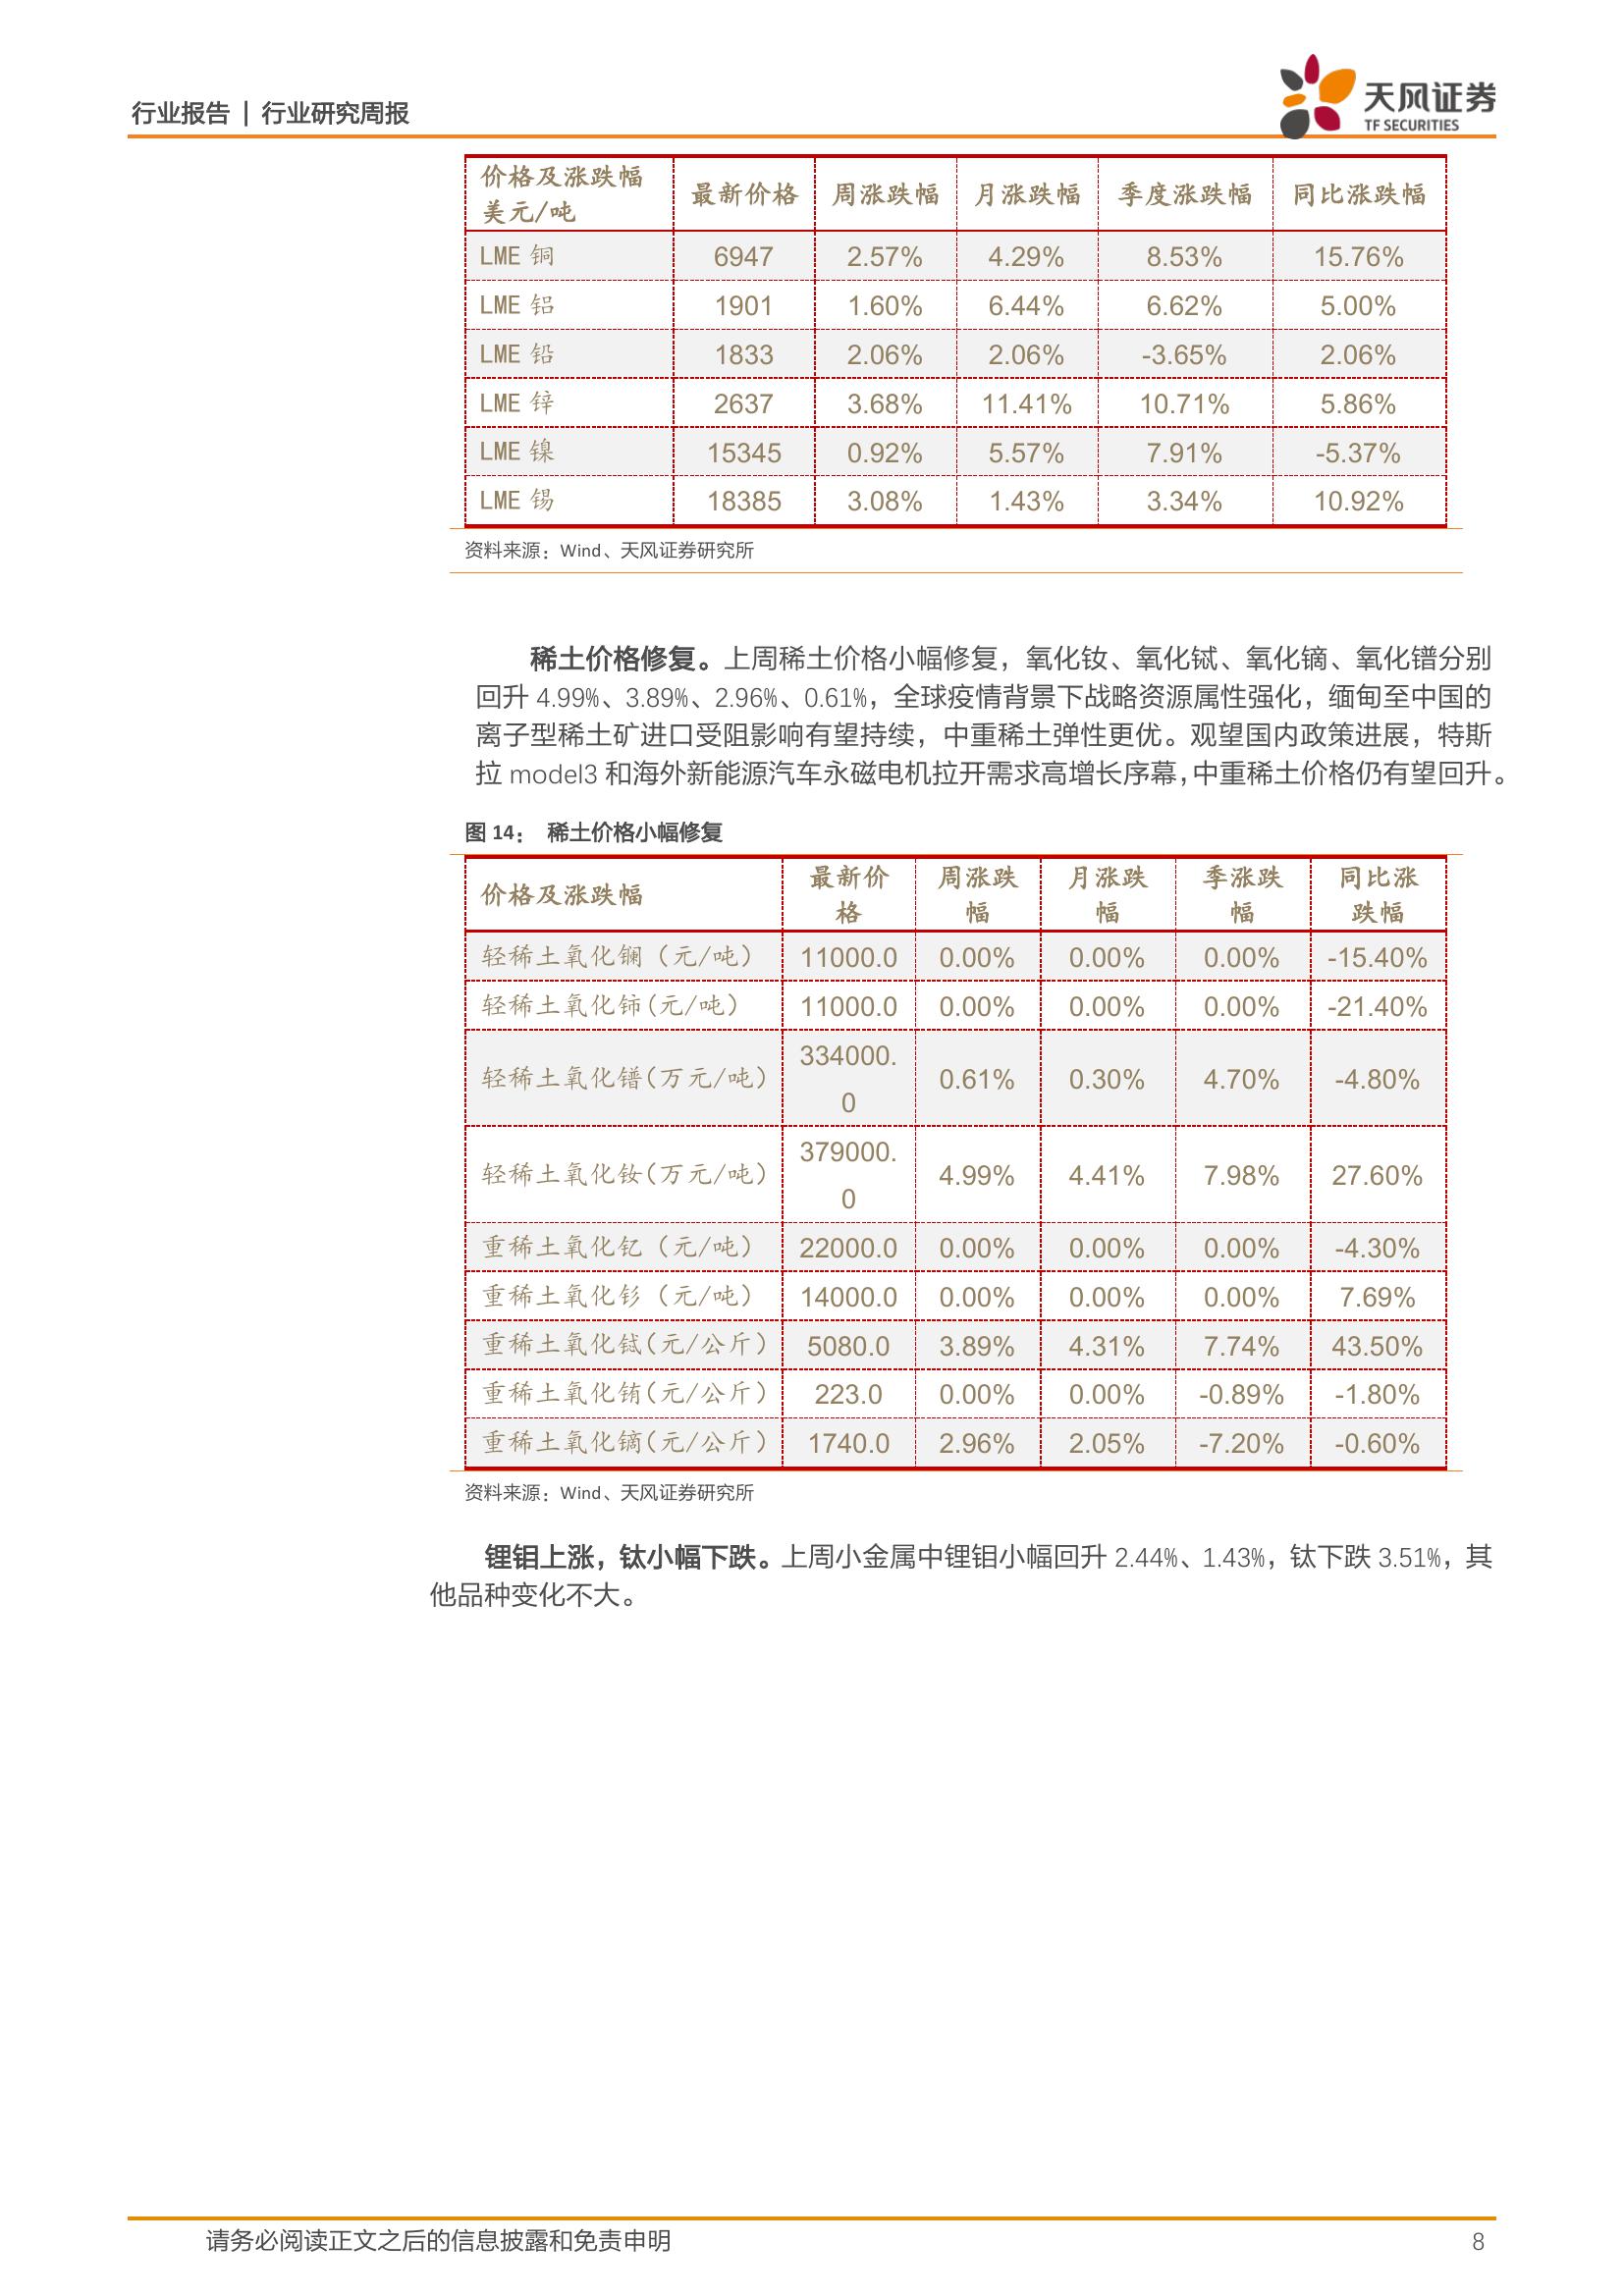 行业报告 | 行业研究周报
天风证券
TF SECURITIES
价格及涨跌幅
美元/吨 最新价格 周涨跌幅 月涨跌幅 季度涨跌幅 同比涨跌幅
LME 铜 6947 2.57% 4.29% 8.53% 15.76%
LME 铝 1901 1.60% 6.44% 6.62% 5.00%
LME 铅 1833 2.06% 2.06% -3.65% 2.06%
LME 锌 2637 3.68% 11.41% 10.71% 5.86%
LME 镍 15345 0.92% 5.57% 7.91% -5.37%
LME 锡 18385 3.08% 1.43% 3.34% 10.92%
资料来源：Wind、天风证券研究所
稀土价格修复。上周稀土价格小幅修复，氧化钕、氧化铽、氧化镝、氧化镨分别
回升 4.99%、3.89%、2.96%、0.61%，全球疫情背景下战略资源属性强化，缅甸至中国的
离子型稀土矿进口受阻影响有望持续，中重稀土弹性更优。观望国内政策进展，特斯
拉 model3 和海外新能源汽车永磁电机拉开需求高增长序幕，中重稀土价格仍有望回升。
图 14： 稀土价格小幅修复
价格及涨跌幅 最新价格 周涨跌幅 月涨跌幅 季涨跌幅 同比涨跌幅
轻稀土氧化镧（元/吨） 11000.0 0.00% 0.00% 0.00% -15.40%
轻稀土氧化铈(元/吨) 11000.0 0.00% 0.00% 0.00% -21.40%
轻稀土氧化镨(万元/吨) 334000.0 0.61% 0.30% 4.70% -4.80%
轻稀土氧化钕(万元/吨) 379000.0 4.99% 4.41% 7.98% 27.60%
重稀土氧化钇（元/吨） 22000.0 0.00% 0.00% 0.00% -4.30%
重稀土氧化钐（元/吨） 14000.0 0.00% 0.00% 0.00% 7.69%
重稀土氧化铽(元/公斤) 5080.0 3.89% 4.31% 7.74% 43.50%
重稀土氧化铕(元/公斤) 223.0 0.00% 0.00% -0.89% -1.80%
重稀土氧化镝(元/公斤) 1740.0 2.96% 2.05% -7.20% -0.60%
资料来源：Wind、天风证券研究所
锂钼上涨，钛小幅下跌。上周小金属中锂钼小幅回升 2.44%、1.43%，钛下跌 3.51%，其
他品种变化不大。
请务必阅读正文之后的信息披露和免责申明 8